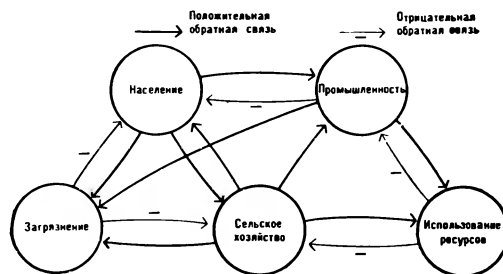 Положительная
обратная связь
Отрицательная
обратная связь
Население
Промышленность
Загрязнение
Сельское
хозяйство
Использование
ресурсов